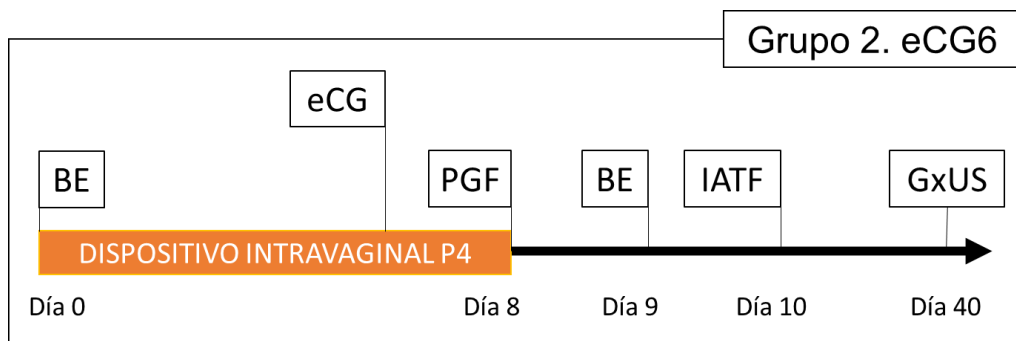 Grupo 2. eCG6
eCG
BE
PGF
BE
IATF
GxUS
DISPOSITIVO INTRAVAGINAL P4
Día 0
Día 8
Día 9
Día 10
Día 40